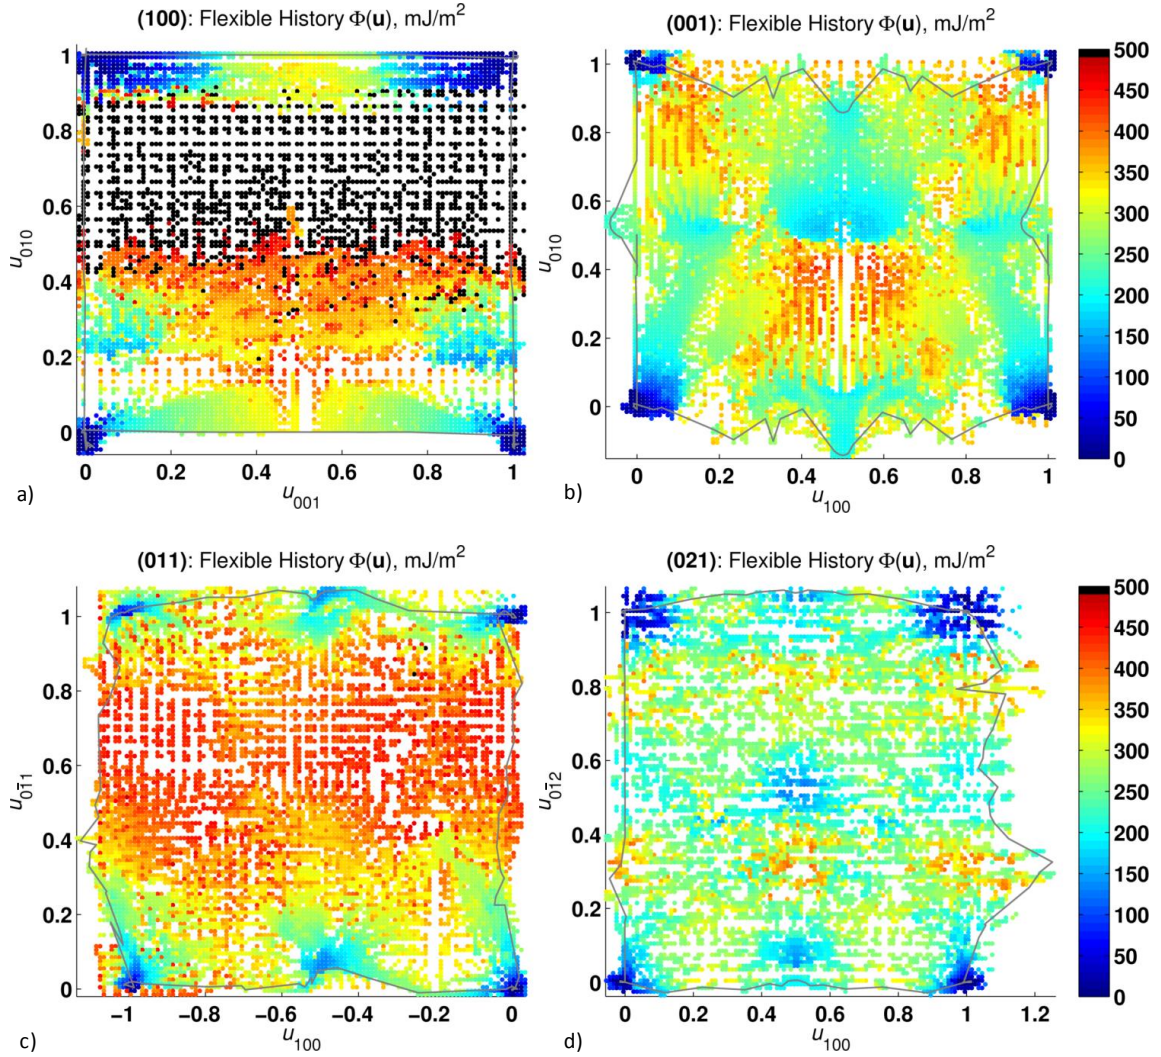 (100): Flexible History Φ(u), mJ/m²
1
0.8
0.6
0.4
0.2
0
u₀₁₀
0 0.2 0.4 0.6 0.8 1
u₀₀₁
a)
(001): Flexible History Φ(u), mJ/m²
1
0.8
0.6
0.4
0.2
0
u₀₁₀
0 0.2 0.4 0.6 0.8 1
u₁₀₀
b)
500
450
400
350
300
250
200
150
100
50
0
(011): Flexible History Φ(u), mJ/m²
1
0.8
0.6
0.4
0.2
0
u₀₁̅₁
−1 −0.8 −0.6 −0.4 −0.2 0
u₁₀₀
c)
(021): Flexible History Φ(u), mJ/m²
1
0.8
0.6
0.4
0.2
0
u₀₁̅₂
0 0.2 0.4 0.6 0.8 1 1.2
u₁₀₀
d)
500
450
400
350
300
250
200
150
100
50
0